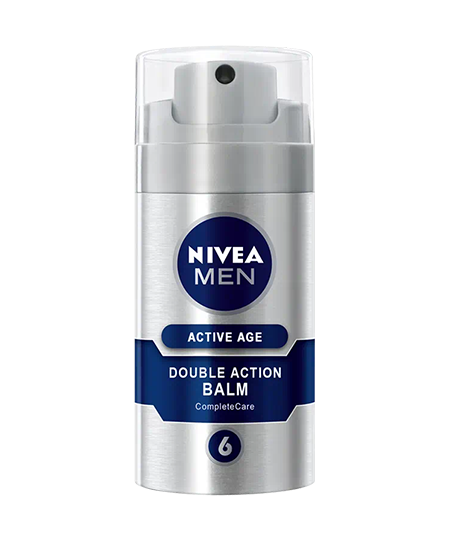 NIVEA
MEN
ACTIVE AGE
DOUBLE ACTION
BALM
CompleteCare
6